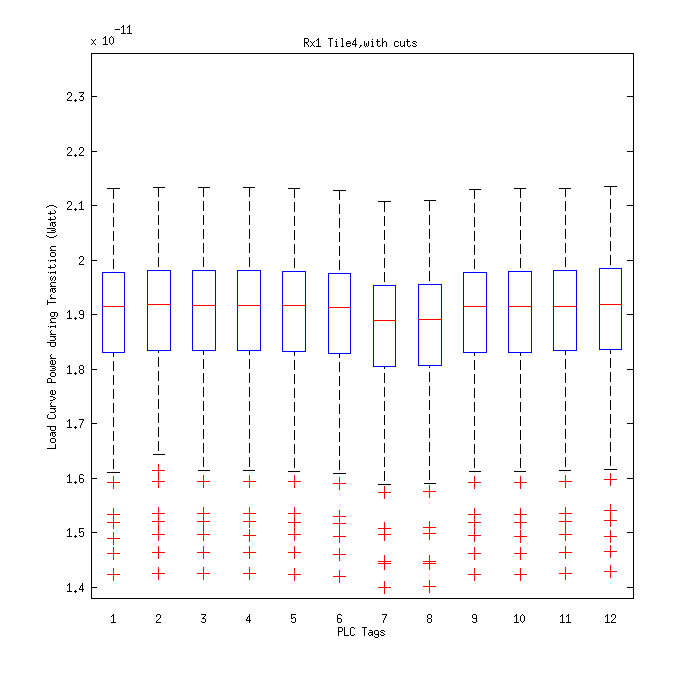 x 10^-11
Rx1 Tile4,with cuts
2.3
2.2
2.1
2
1.9
1.8
1.7
1.6
1.5
1.4
Load Curve Power during Transition (Watt)
1 2 3 4 5 6 7 8 9 10 11 12
PLC Tags